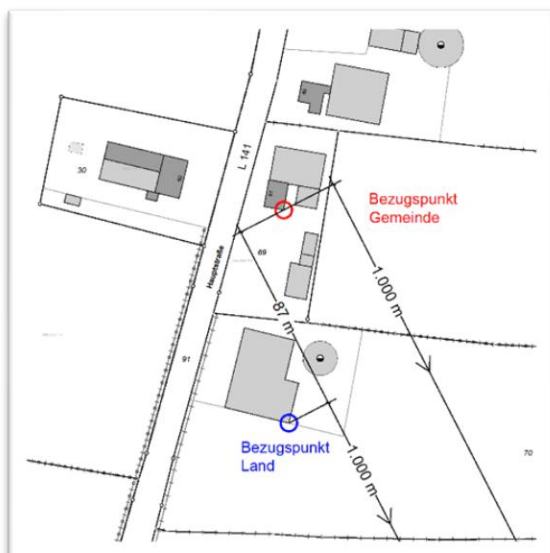 L 141
30
Bezugspunkt
Gemeinde
69
Hauptstraße
1.000 m
87 m
91
Bezugspunkt
Land
1.000 m
70